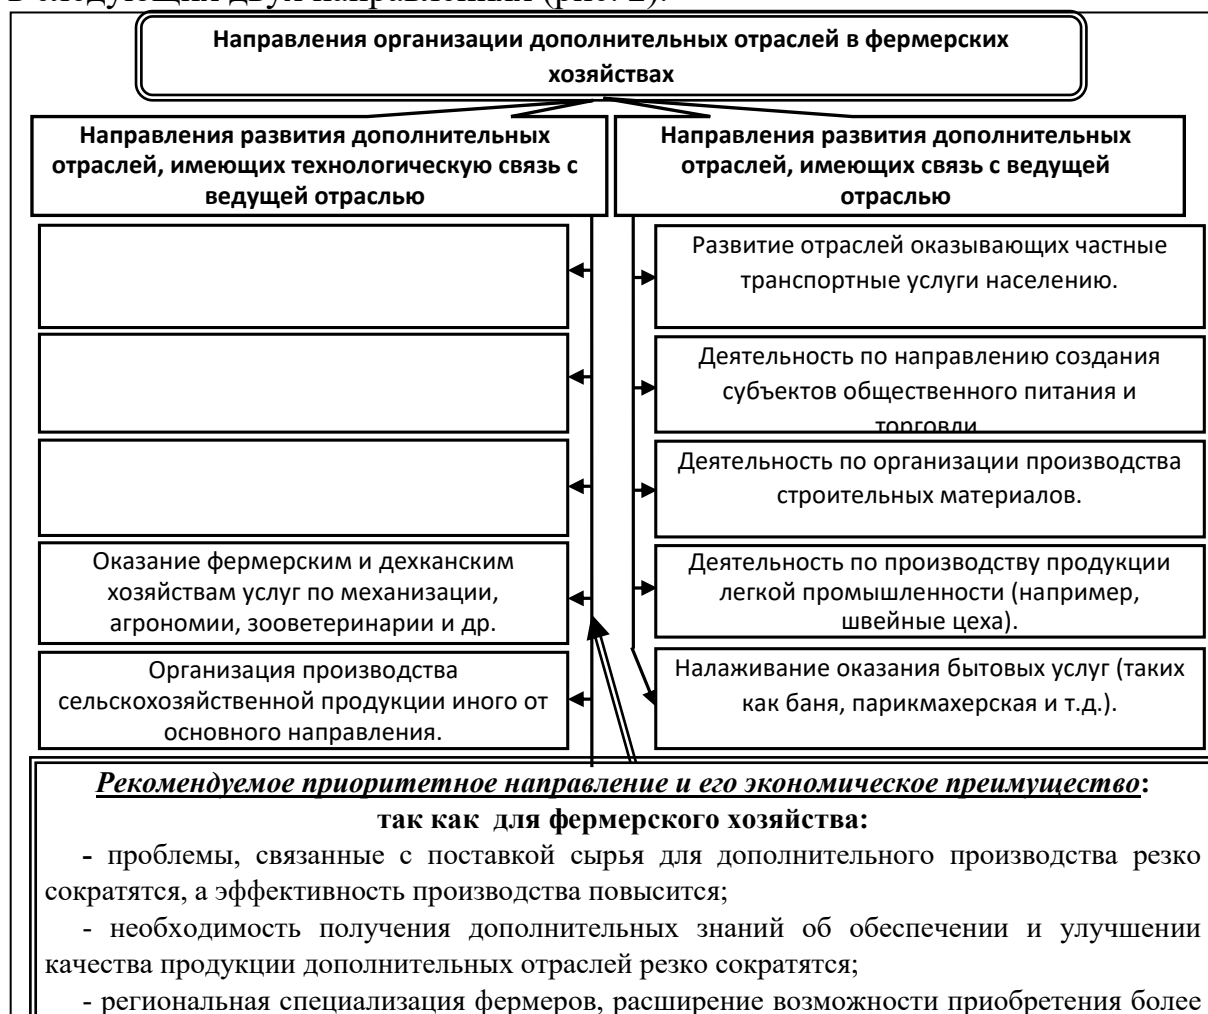 в следующих двух направлениях (рис. 2).
Направления организации дополнительных отраслей в фермерских
хозяйствах
Направления развития дополнительных
отраслей, имеющих технологическую связь с
ведущей отраслью
Направления развития дополнительных
отраслей, имеющих связь с ведущей
отраслью
Развитие отраслей оказывающих частные
транспортные услуги населению.
Деятельность по направлению создания
субъектов общественного питания и
торговли
Деятельность по организации производства
строительных материалов.
Оказание фермерским и дехканским
хозяйствам услуг по механизации,
агрономии, зооветеринарии и др.
Деятельность по производству продукции
легкой промышленности (например,
швейные цеха).
Организация производства
сельскохозяйственной продукции иного от
основного направления.
Налаживание оказания бытовых услуг (таких
как баня, парикмахерская и т.д.).
Рекомендуемое приоритетное направление и его экономическое преимущество:
так как для фермерского хозяйства:
- проблемы, связанные с поставкой сырья для дополнительного производства резко
сократятся, а эффективность производства повысится;
- необходимость получения дополнительных знаний об обеспечении и улучшении
качества продукции дополнительных отраслей резко сократятся;
- региональная специализация фермеров, расширение возможности приобретения более